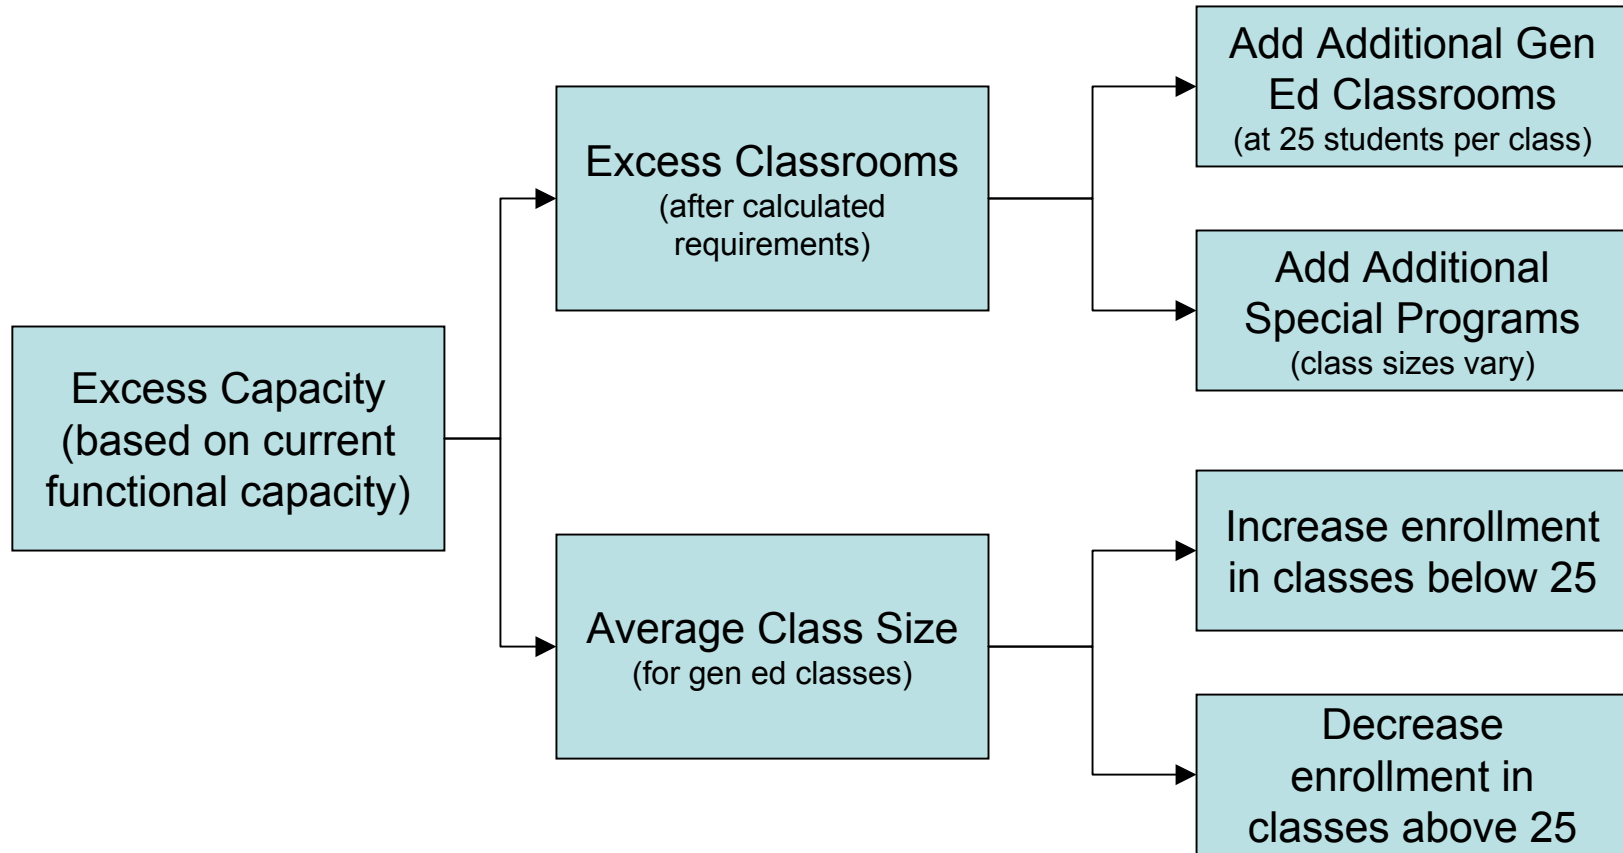 Excess Capacity
(based on current
functional capacity)
Excess Classrooms
(after calculated
requirements)
Average Class Size
(for gen ed classes)
Add Additional Gen
Ed Classrooms
(at 25 students per class)
Add Additional
Special Programs
(class sizes vary)
Increase enrollment
in classes below 25
Decrease
enrollment in
classes above 25